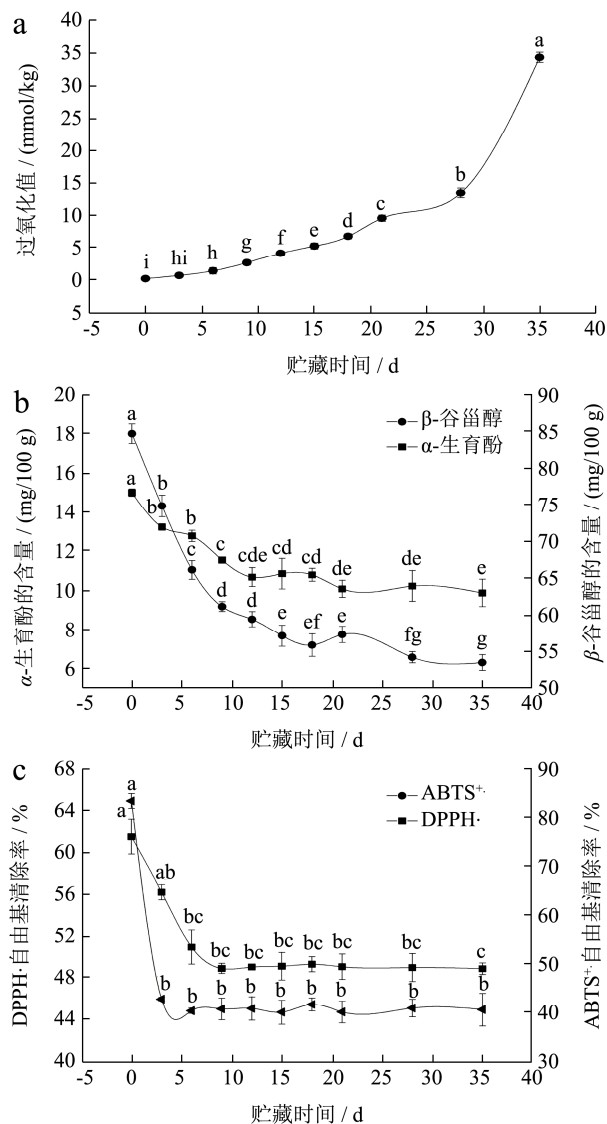 a
过氧化值 / (mmol/kg)
40
35
30
25
20
15
10
5
0
5
i hi h g f e d c b a
-5 0 5 10 15 20 25 30 35 40
贮藏时间 / d
b
α-生育酚的含量 / (mg/100 g)
20
18
16
14
12
10
8
6
β-谷甾醇
α-生育酚
a b c d d e ef e fg g
a b b c cde cd cd de de e
90
85
80
75
70
65
60
55
50
β-谷甾醇的含量 / (mg/100 g)
-5 0 5 10 15 20 25 30 35 40
贮藏时间 / d
c
DPPH·自由基清除率 / %
68
64
60
56
52
48
44
40
ABTS⁺·
DPPH·
a ab bc bc bc bc bc bc bc c
a b b b b b b b b b
90
80
70
60
50
40
30
ABTS⁺·自由基清除率 / %
-5 0 5 10 15 20 25 30 35 40
贮藏时间 / d